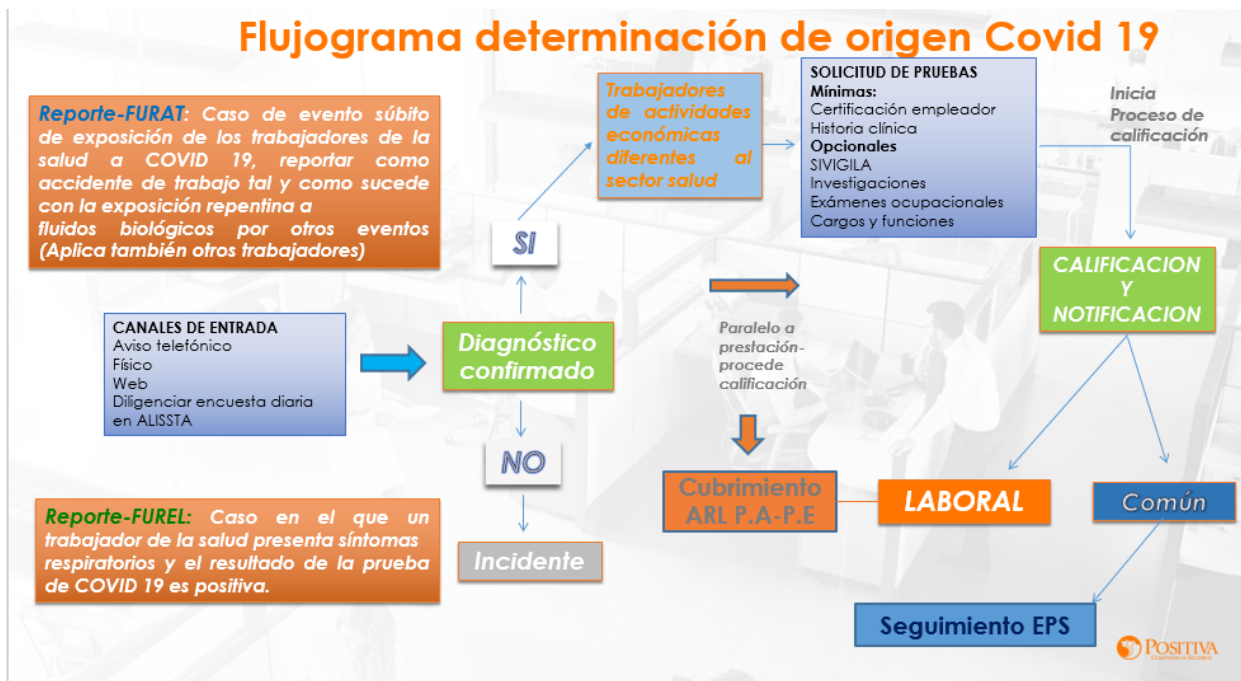 Flujograma determinación de origen Covid 19
Reporte-FURAT: Caso de evento súbito
de exposición de los trabajadores de la
salud a COVID 19, reportar como
accidente de trabajo tal y como sucede
con la exposición repentina a
fluidos biológicos por otros eventos
(Aplica también otros trabajadores)
Trabajadores
de actividades
económicas
diferentes al
sector salud
SOLICITUD DE PRUEBAS
Mínimas:
Certificación empleador
Historia clínica
Opcionales
SIVIGILA
Investigaciones
Exámenes ocupacionales
Cargos y funciones
Inicia
Proceso de
calificación
SI
CALIFICACION
Y
NOTIFICACION
CANALES DE ENTRADA
Aviso telefónico
Físico
Web
Diligenciar encuesta diaria
en ALISSTA
Diagnóstico
confirmado
Paralelo a
prestación-
procede
calificación
NO
Cubrimiento
ARL P.A-P.E
LABORAL
Común
Reporte-FUREL: Caso en el que un
trabajador de la salud presenta síntomas
respiratorios y el resultado de la prueba
de COVID 19 es positiva.
Incidente
Seguimiento EPS
POSITIVA
COMPAÑÍA DE SEGUROS